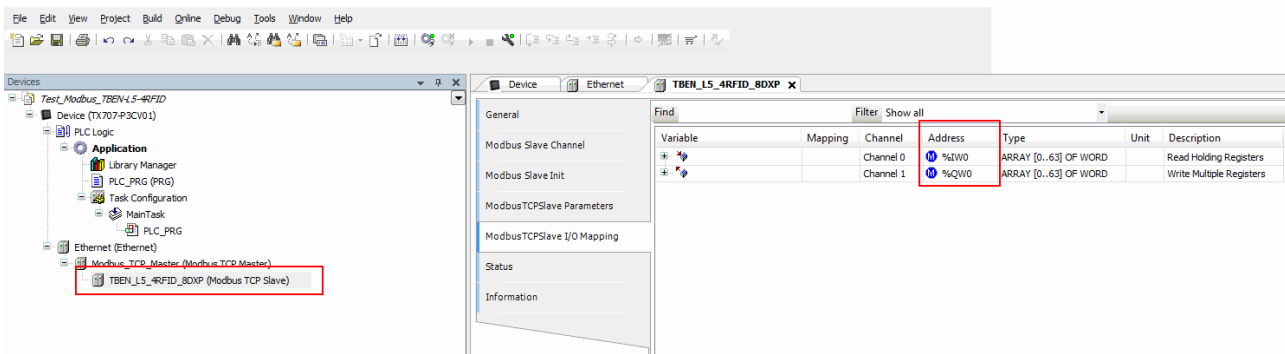 File Edit View Project Build Online Debug Tools Window Help
Devices
Test_Modbus_TBEN-L5-4RFID
Device (TX707-P3CV01)
PLC Logic
Application
Library Manager
PLC_PRG (PRG)
Task Configuration
MainTask
PLC_PRG
Ethernet (Ethernet)
Modbus_TCP_Master (Modbus TCP Master)
TBEN_L5_4RFID_8DXP (Modbus TCP Slave)
Device Ethernet TBEN_L5_4RFID_8DXP
General
Modbus Slave Channel
Modbus Slave Init
ModbusTCPSlave Parameters
ModbusTCPSlave I/O Mapping
Status
Information
Find Filter Show all
Variable Mapping Channel Address Type Unit Description
Channel 0 M %IW0 ARRAY [0..63] OF WORD Read Holding Registers
Channel 1 M %QW0 ARRAY [0..63] OF WORD Write Multiple Registers